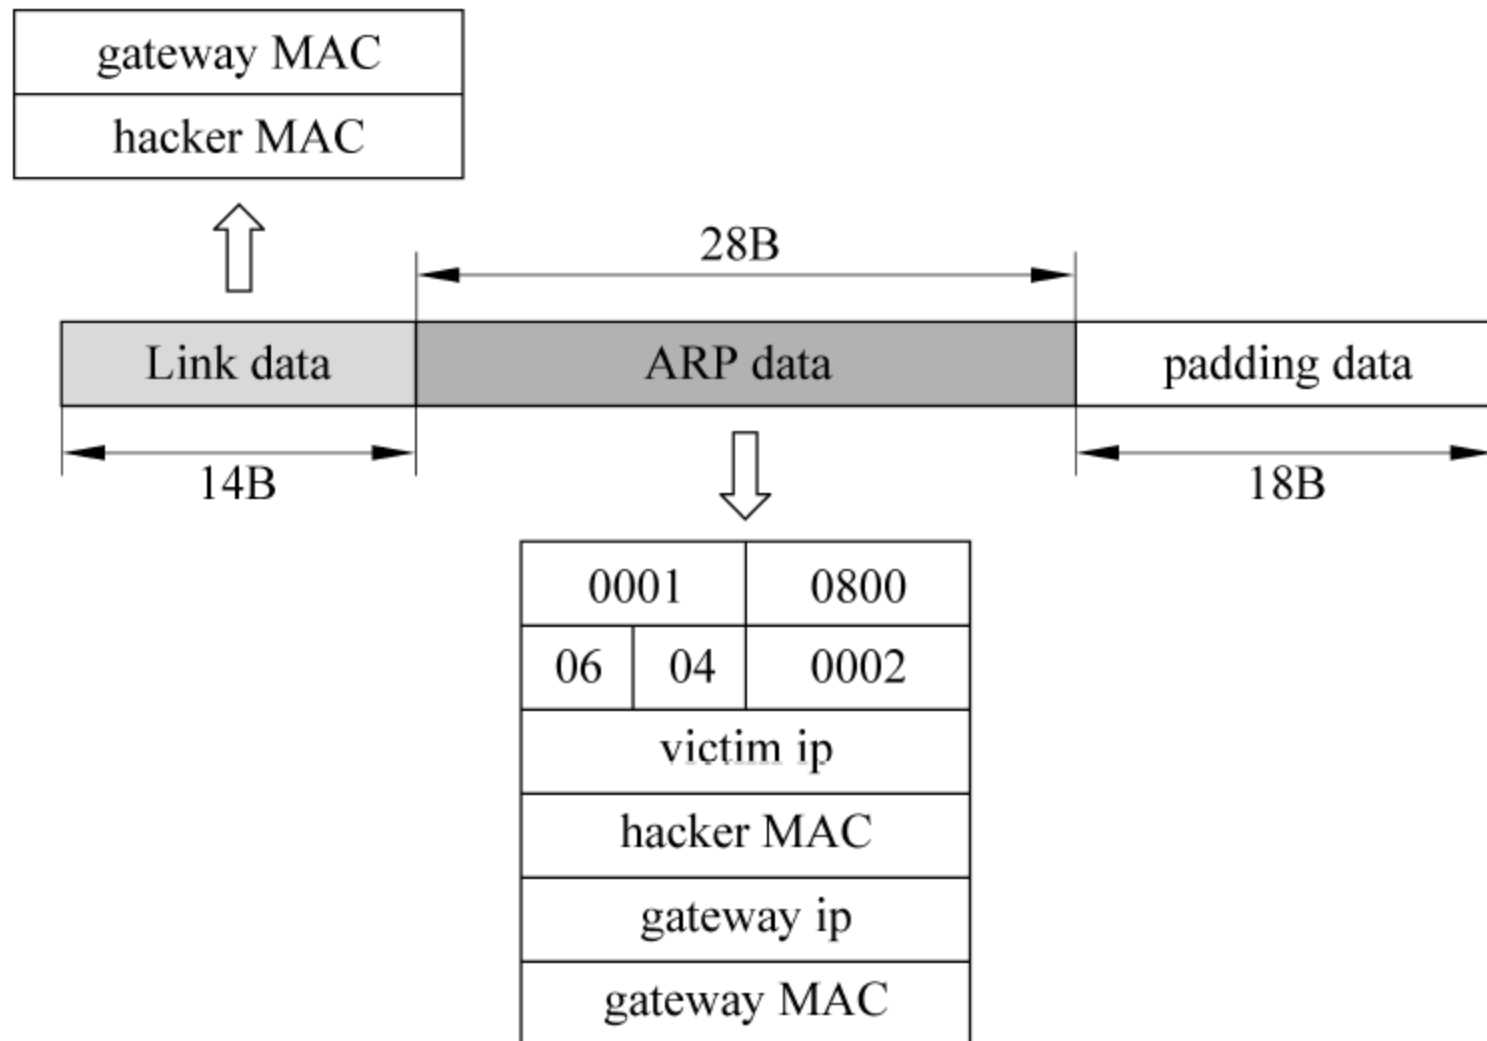 gateway MAC
hacker MAC
28B
Link data
ARP data
padding data
14B
18B
0001 0800
06 04 0002
victim ip
hacker MAC
gateway ip
gateway MAC